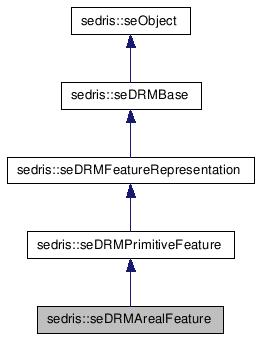 sedris::seObject
sedris::seDRMBase
sedris::seDRMFeatureRepresentation
sedris::seDRMPrimitiveFeature
sedris::seDRMArealFeature